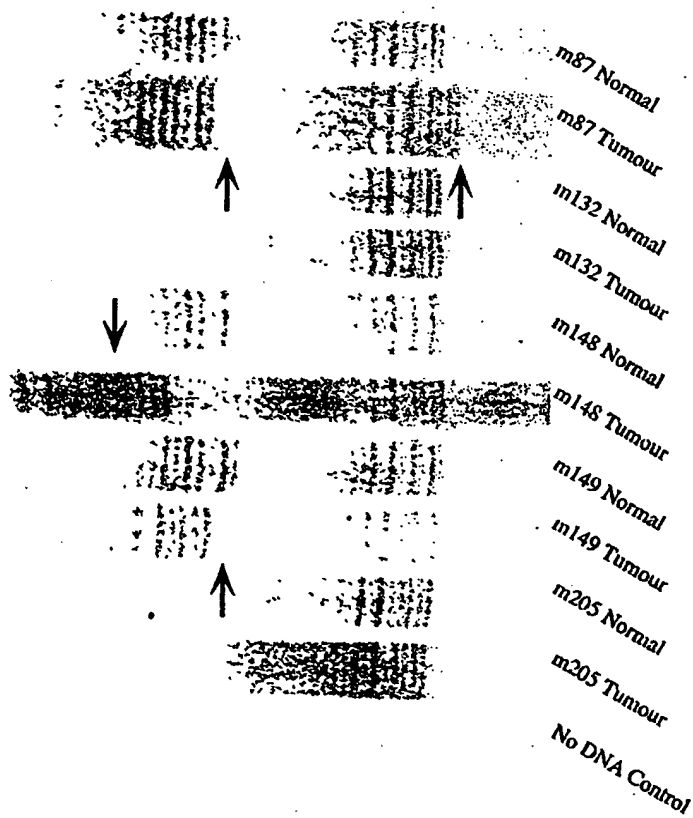 m87 Normal
m87 Tumour
m132 Normal
m132 Tumour
m148 Normal
m148 Tumour
m149 Normal
m149 Tumour
m205 Normal
m205 Tumour
No DNA Control